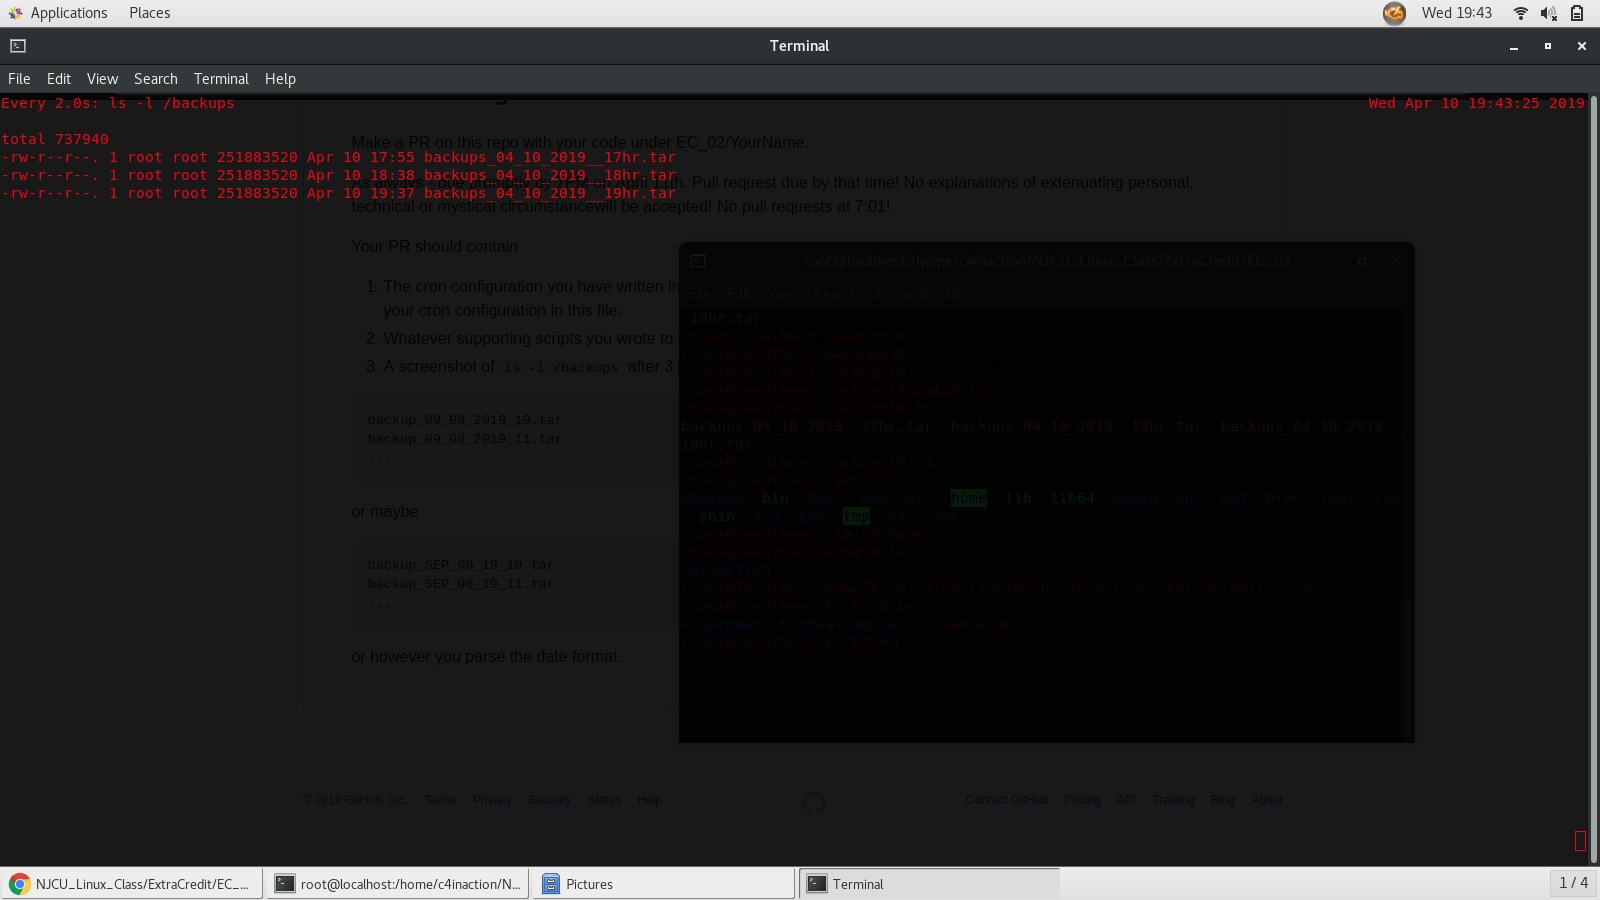 Applications Places Wed 19:43
Terminal
File Edit View Search Terminal Help
Every 2.0s: ls -l /backups Wed Apr 10 19:43:25 2019
total 737940
-rw-r--r--. 1 root root 251883520 Apr 10 17:55 backups_04_10_2019__17hr.tar
-rw-r--r--. 1 root root 251883520 Apr 10 18:38 backups_04_10_2019__18hr.tar
-rw-r--r--. 1 root root 251883520 Apr 10 19:37 backups_04_10_2019__19hr.tar
Make a PR on this repo with your code under EC_02/YourName.
As always - due promptly by 7PM on April 11th. Pull request due by that time! No explanations of extenuating personal,
technical or mystical circumstancewill be accepted! No pull requests at 7:01!
Your PR should contain
1. The cron configuration you have written in
your cron configuration in this file.
2. Whatever supporting scripts you wrote to
3. A screenshot of ls -l /backups after 3
backup_09_08_2019_10.tar
backup_09_08_2019_11.tar
...
or maybe
backup_SEP_08_19_10.tar
backup_SEP_08_19_11.tar
...
or however you parse the date format.
root@localhost:/home/c4inaction/NJCU_Linux_Class/ExtraCredit/EC_02
File Edit View Search Terminal Help
_19hr.tar
[root@localhost backups]#
[root@localhost backups]#
[root@localhost backups]#
[root@localhost backups]# watch ls
[root@localhost backups]# ls
backups_04_10_2019__17hr.tar backups_04_10_2019__18hr.tar backups_04_10_2019__
19hr.tar
[root@localhost backups]# cd ..
[root@localhost /]# ls
backups bin boot dev etc home lib lib64 media mnt opt proc root run
sbin srv sys tmp usr var
[root@localhost /]# cd home
[root@localhost home]# ls
c4inaction
[root@localhost home]# cd c4inaction/NJCU_Linux_Class/ExtraCredit/EC_02/
[root@localhost EC_02]# ls
CesarOmar MichaelZambrano Readme.md
[root@localhost EC_02]#
© 2019 GitHub, Inc. Terms Privacy Security Status Help Contact GitHub Pricing API Training Blog About
NJCU_Linux_Class/ExtraCredit/EC_... root@localhost:/home/c4inaction/N... Pictures Terminal 1 / 4